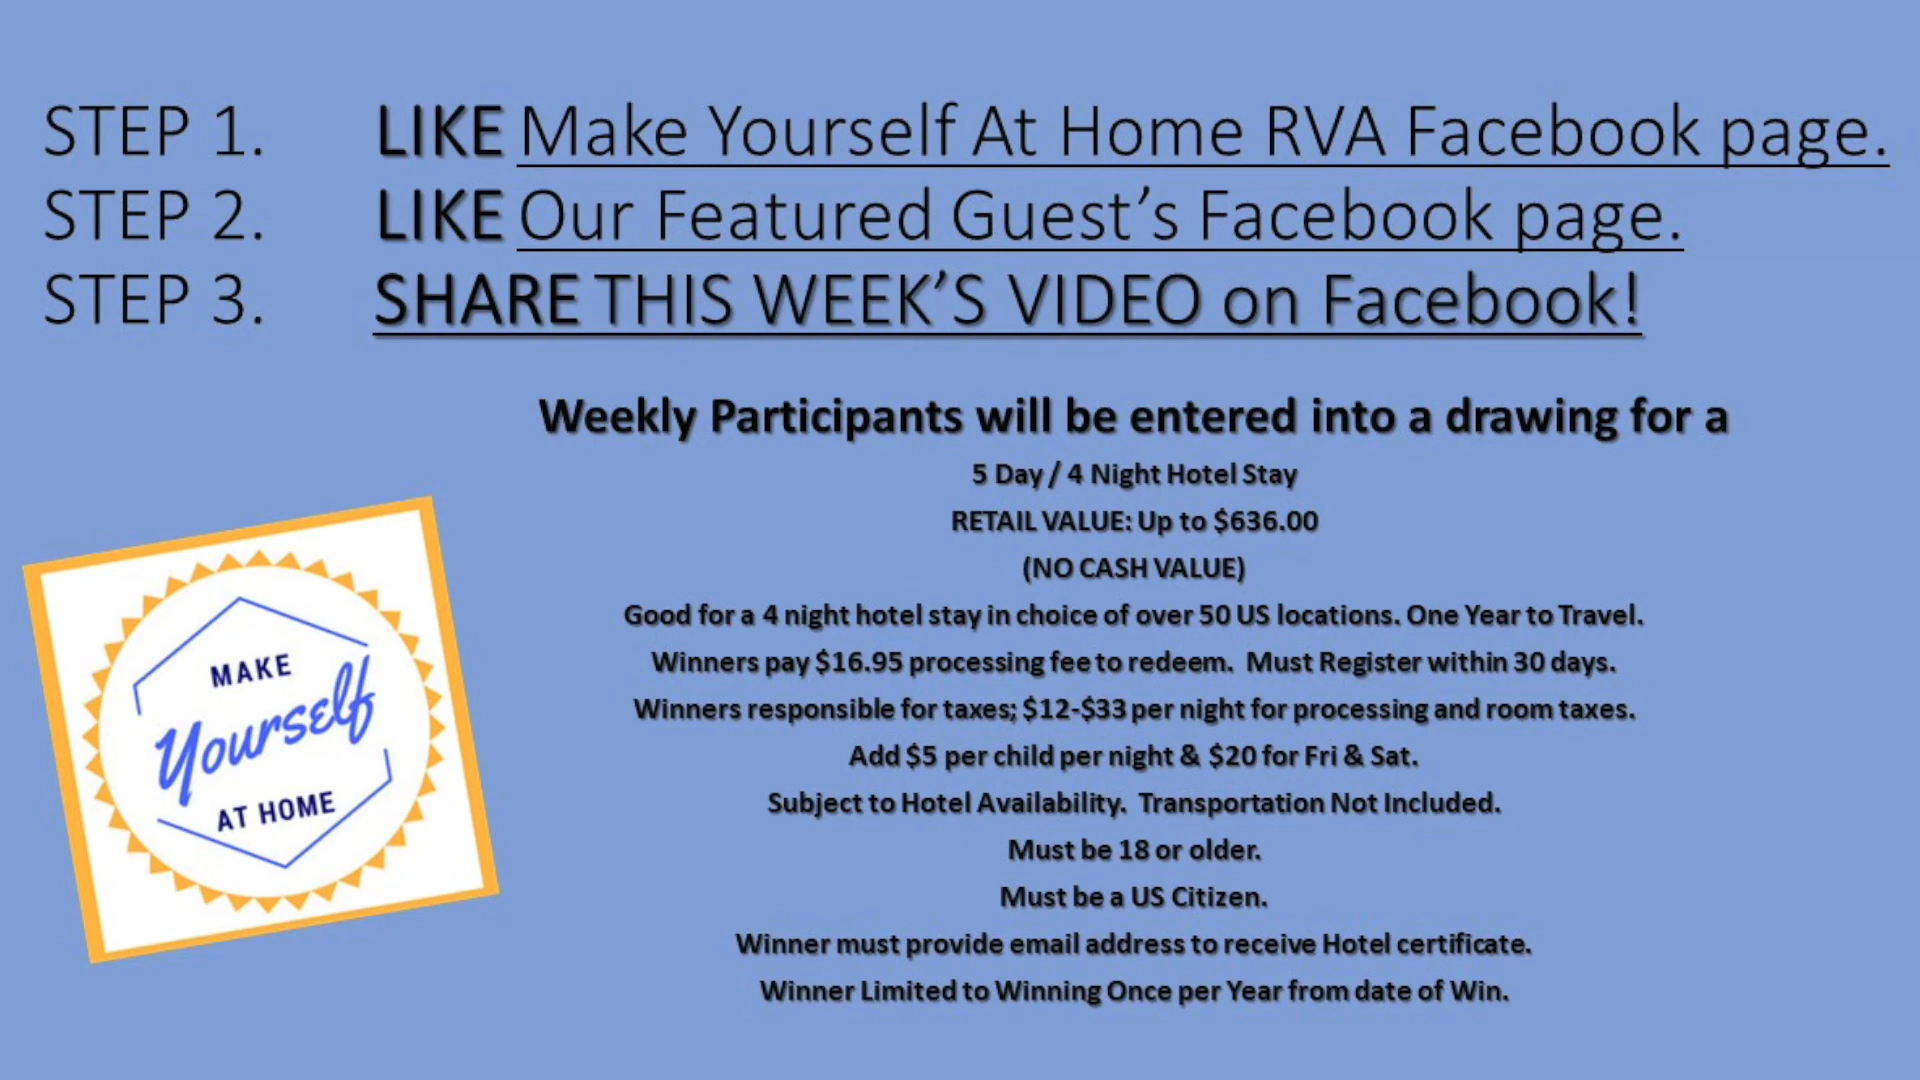 STEP 1. LIKE Make Yourself At Home RVA Facebook page.
STEP 2. LIKE Our Featured Guest's Facebook page.
STEP 3. SHARE THIS WEEK'S VIDEO on Facebook!
Weekly Participants will be entered into a drawing for a
5 Day / 4 Night Hotel Stay
RETAIL VALUE: Up to $636.00
(NO CASH VALUE)
Good for a 4 night hotel stay in choice of over 50 US locations. One Year to Travel.
Winners pay $16.95 processing fee to redeem. Must Register within 30 days.
Winners responsible for taxes; $12-$33 per night for processing and room taxes.
Add $5 per child per night & $20 for Fri & Sat.
Subject to Hotel Availability. Transportation Not Included.
Must be 18 or older.
Must be a US Citizen.
Winner must provide email address to receive Hotel certificate.
Winner Limited to Winning Once per Year from date of Win.
MAKE
Yourself
AT HOME